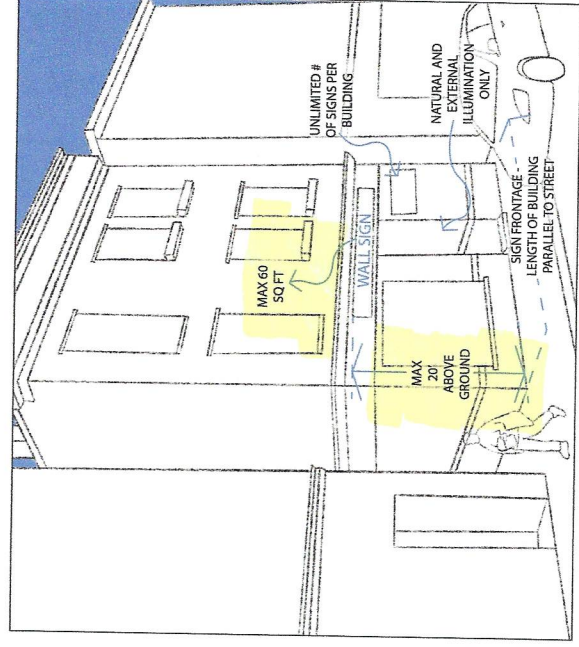 MAX 60
SQ FT
WALL SIGN
UNLIMITED #
OF SIGNS PER
BUILDING
NATURAL AND
EXTERNAL
ILLUMINATION
ONLY
MAX
20'
ABOVE
GROUND
SIGN FRONTAGE -
LENGTH OF BUILDING
PARALLEL TO STREET